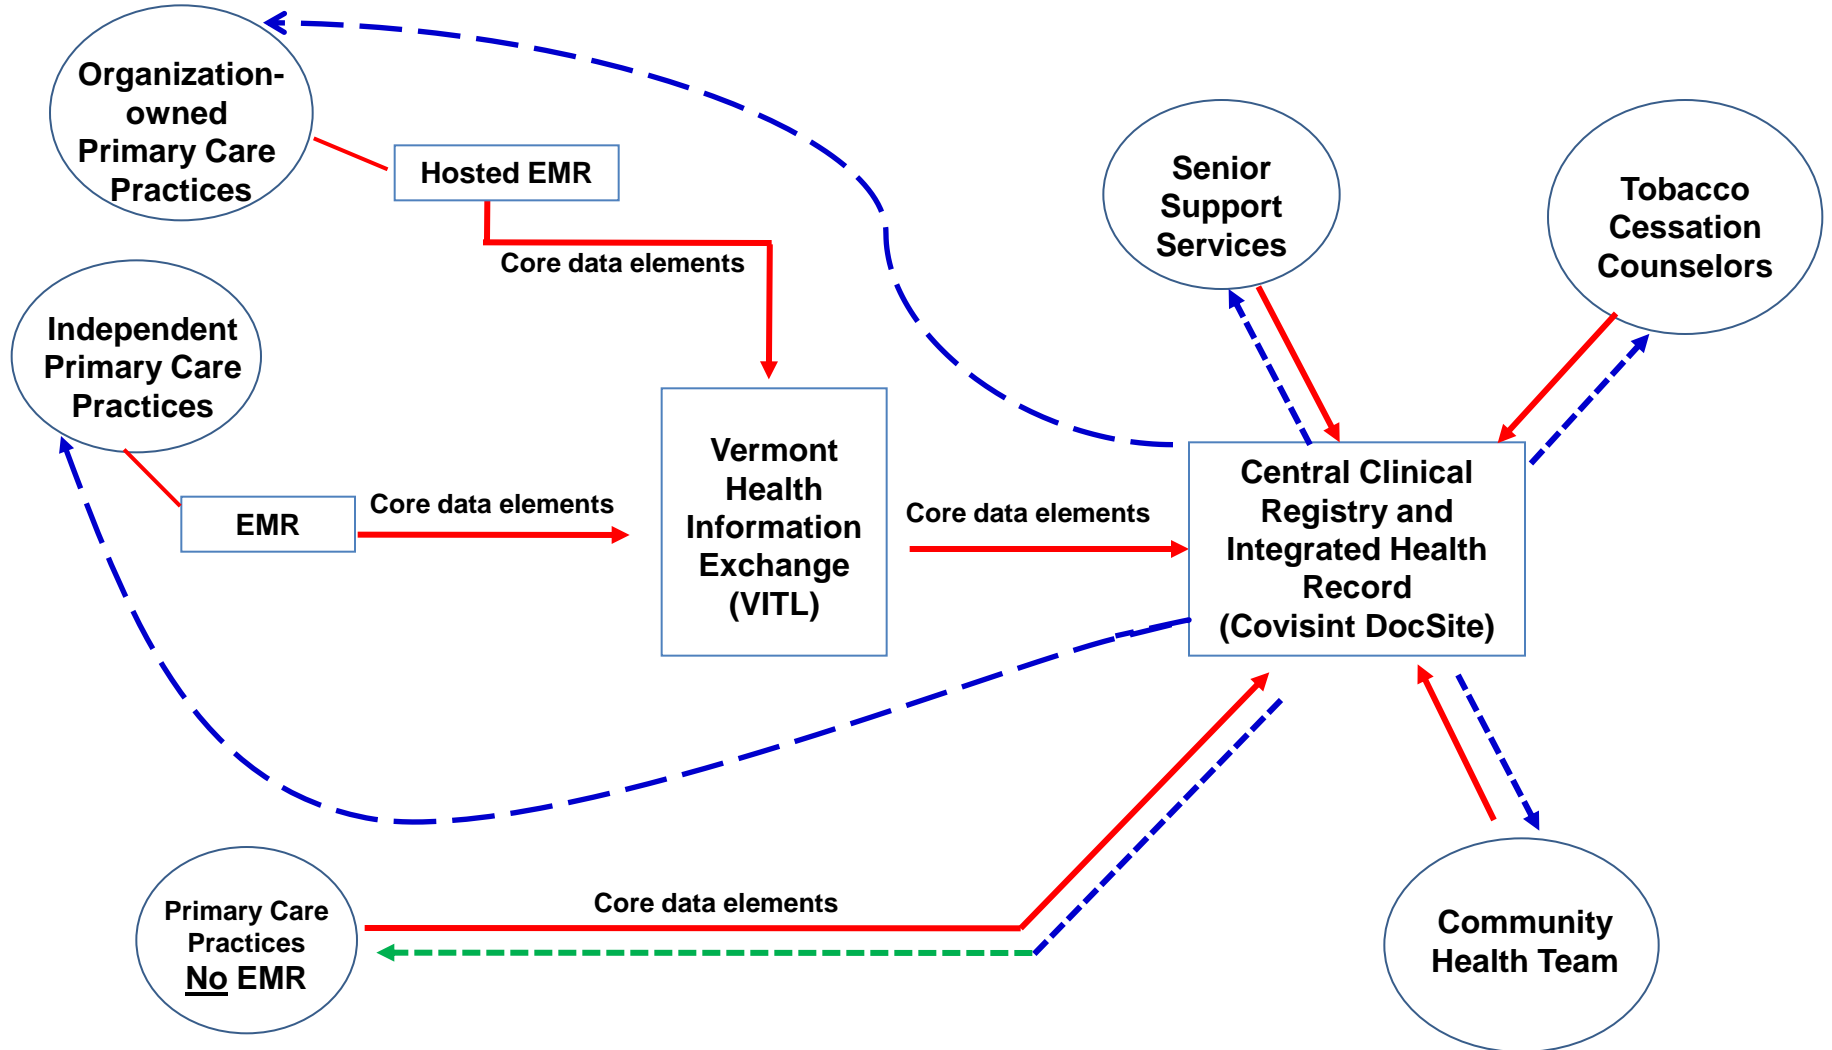 Organization-
owned
Primary Care
Practices
Hosted EMR
Core data elements
Senior
Support
Services
Tobacco
Cessation
Counselors
Independent
Primary Care
Practices
EMR
Core data elements
Vermont
Health
Information
Exchange
(VITL)
Core data elements
Central Clinical
Registry and
Integrated Health
Record
(Covisint DocSite)
Primary Care
Practices
No EMR
Core data elements
Community
Health Team